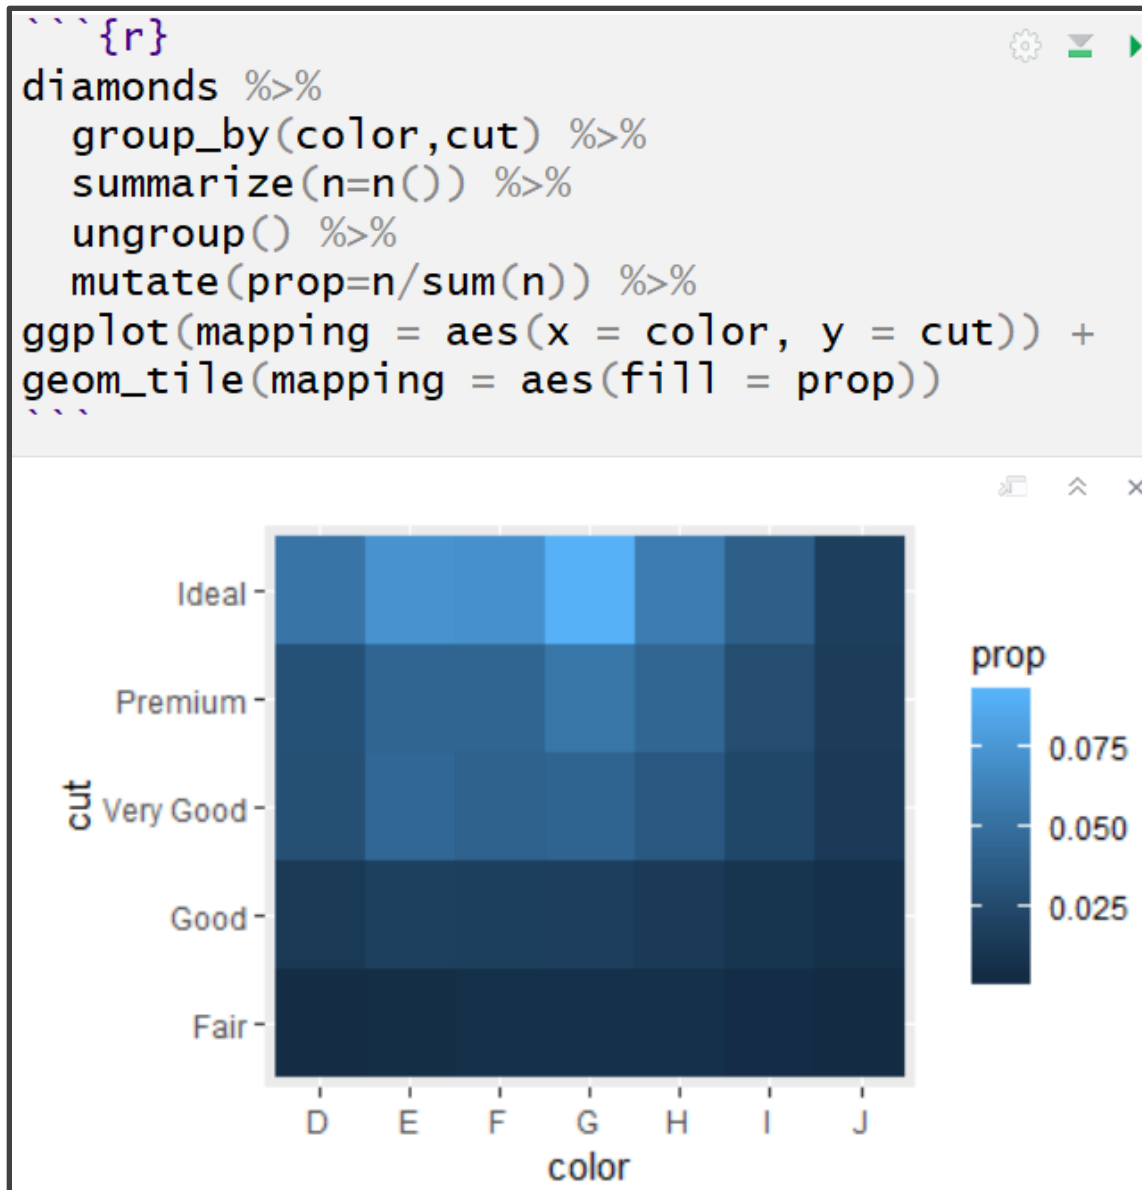 ```{r}
diamonds %>%
  group_by(color,cut) %>%
  summarize(n=n()) %>%
  ungroup() %>%
  mutate(prop=n/sum(n)) %>%
ggplot(mapping = aes(x = color, y = cut)) +
geom_tile(mapping = aes(fill = prop))
```
Ideal
Premium
Very Good
Good
Fair
cut
D E F G H I J
color
prop
0.075
0.050
0.025